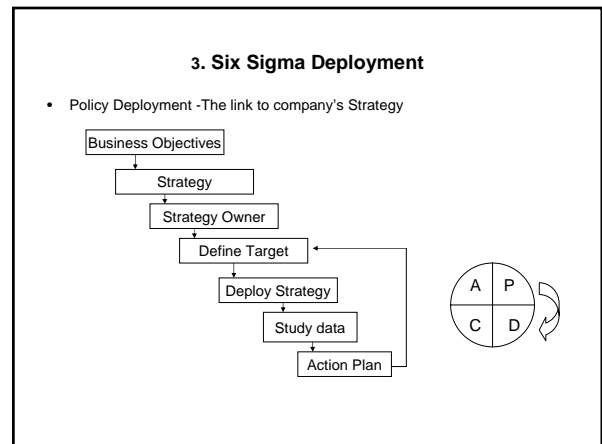 3. Six Sigma Deployment
• Policy Deployment -The link to company's Strategy
Business Objectives
Strategy
Strategy Owner
Define Target
Deploy Strategy
Study data
Action Plan
A P
C D